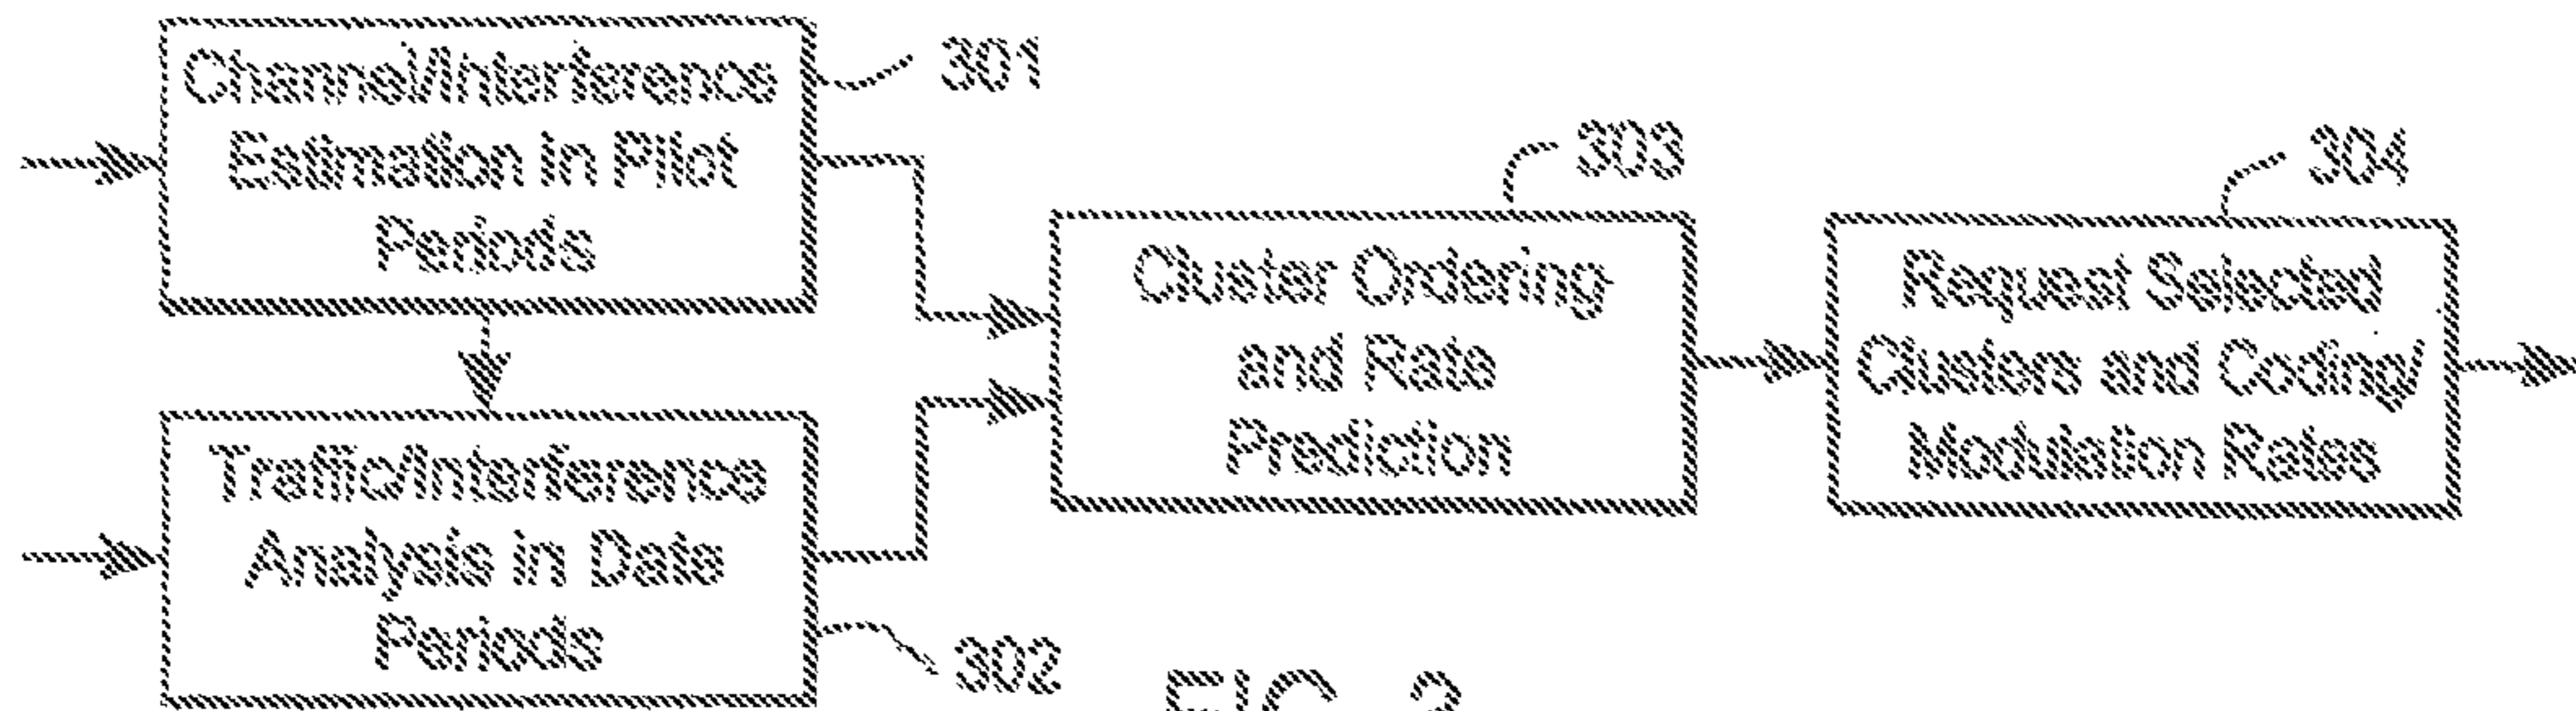 Channel/Interference
Estimation in Pilot
Periods
301
Traffic/Interference
Analysis in Data
Periods
302
Cluster Ordering
and Rate
Prediction
303
Request Selected
Clusters and Coding/
Modulation Rates
304
FIG. 3